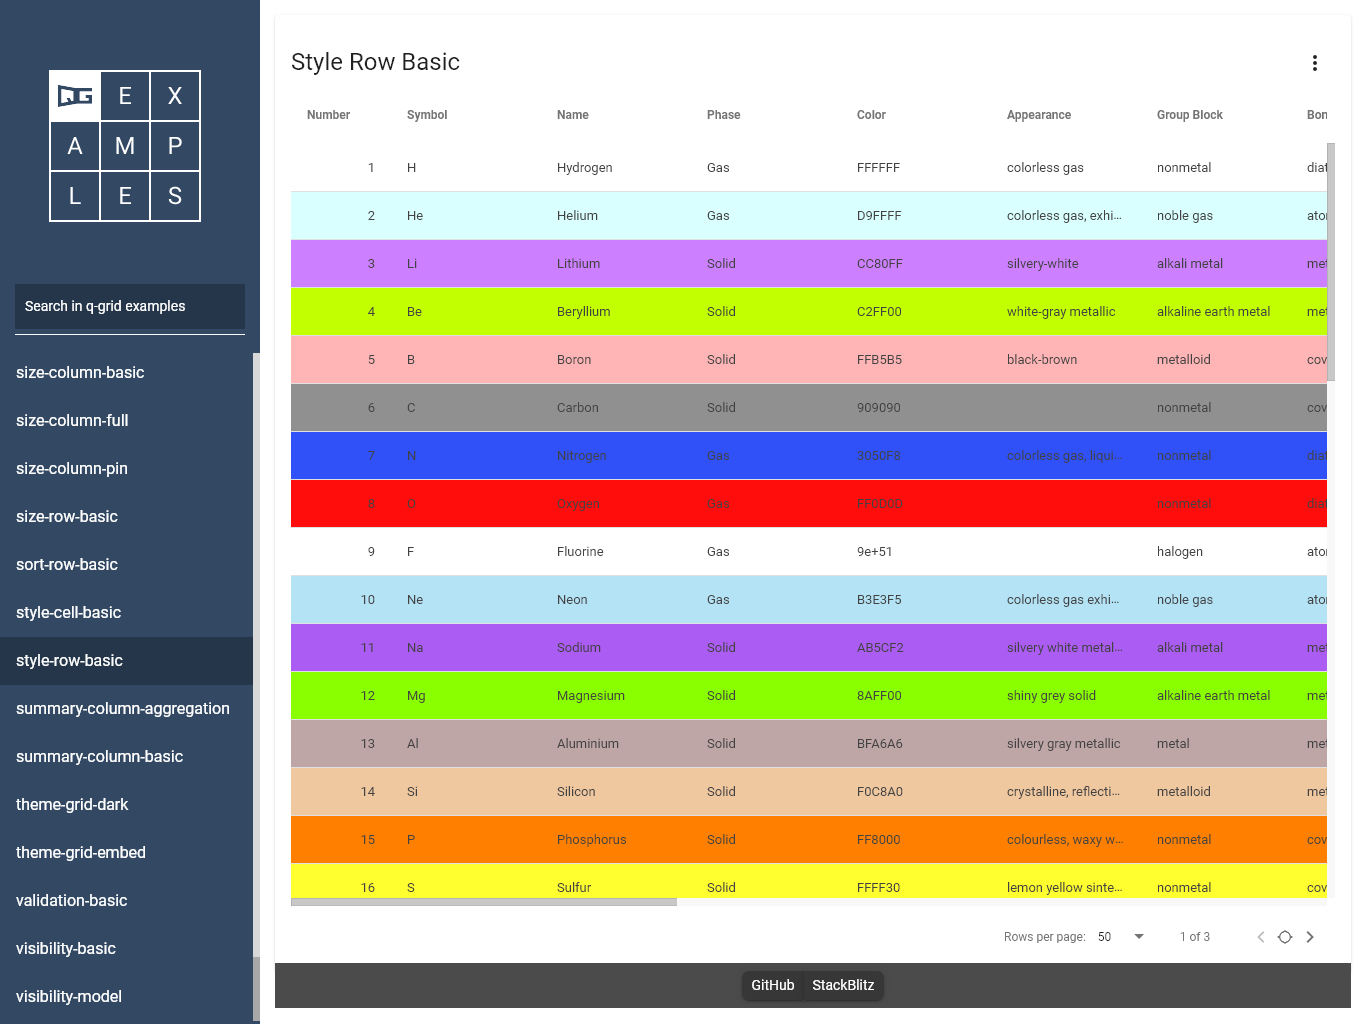 QG E X
A M P
L E S
Search in q-grid examples
size-column-basic
size-column-full
size-column-pin
size-row-basic
sort-row-basic
style-cell-basic
style-row-basic
summary-column-aggregation
summary-column-basic
theme-grid-dark
theme-grid-embed
validation-basic
visibility-basic
visibility-model
Style Row Basic
Number Symbol Name Phase Color Appearance Group Block Bon
1 H Hydrogen Gas FFFFFF colorless gas nonmetal diat
2 He Helium Gas D9FFFF colorless gas, exhi... noble gas ato
3 Li Lithium Solid CC80FF silvery-white alkali metal met
4 Be Beryllium Solid C2FF00 white-gray metallic alkaline earth metal met
5 B Boron Solid FFB5B5 black-brown metalloid cov
6 C Carbon Solid 909090 nonmetal cov
7 N Nitrogen Gas 3050F8 colorless gas, liqui... nonmetal diat
8 O Oxygen Gas FF0D0D nonmetal diat
9 F Fluorine Gas 9e+51 halogen ato
10 Ne Neon Gas B3E3F5 colorless gas exhi... noble gas ato
11 Na Sodium Solid AB5CF2 silvery white metal... alkali metal met
12 Mg Magnesium Solid 8AFF00 shiny grey solid alkaline earth metal met
13 Al Aluminium Solid BFA6A6 silvery gray metallic metal met
14 Si Silicon Solid F0C8A0 crystalline, reflecti... metalloid met
15 P Phosphorus Solid FF8000 colourless, waxy w... nonmetal cov
16 S Sulfur Solid FFFF30 lemon yellow sinte... nonmetal cov
Rows per page: 50 1 of 3
GitHub StackBlitz